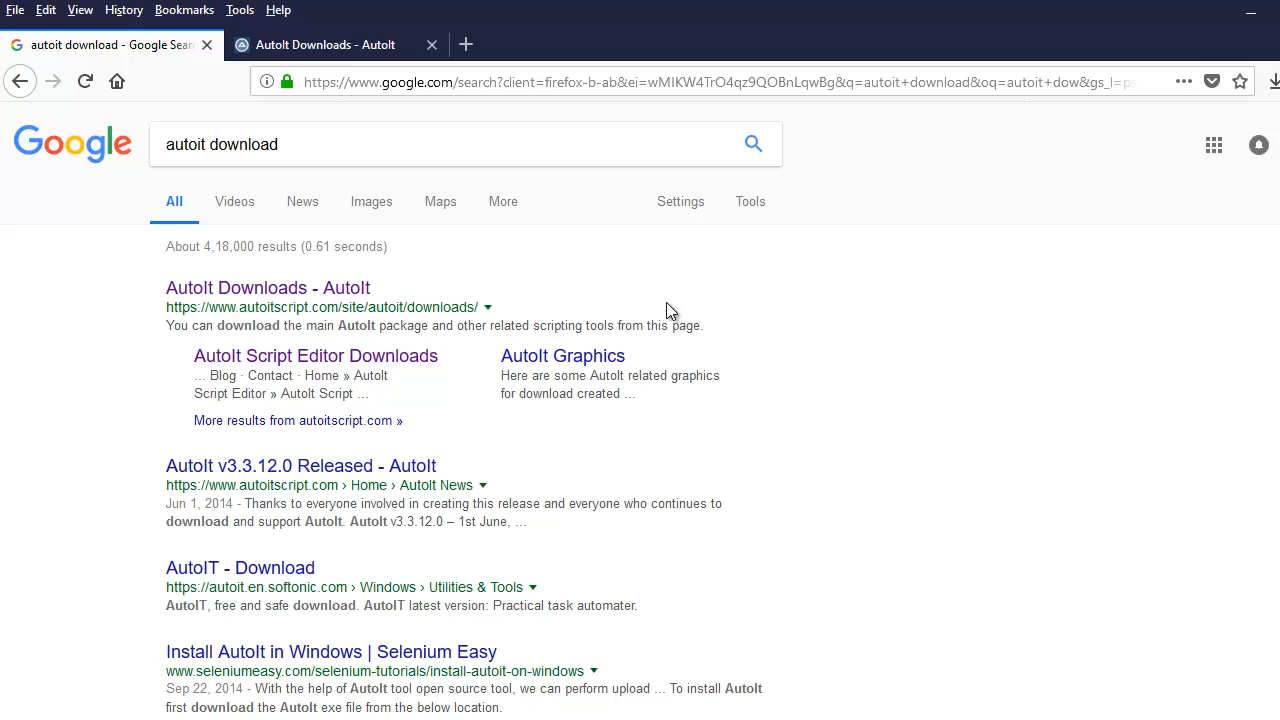 File Edit View History Bookmarks Tools Help
autoit download - Google Sear
AutoIt Downloads - AutoIt
https://www.google.com/search?client=firefox-b-ab&ei=wMIKW4TrO4qz9QOBnLqwBg&q=autoit+download&oq=autoit+dow&gs_l=ps
Google
autoit download
All Videos News Images Maps More Settings Tools
About 4,18,000 results (0.61 seconds)
AutoIt Downloads - AutoIt
https://www.autoitscript.com/site/autoit/downloads/
You can download the main AutoIt package and other related scripting tools from this page.
AutoIt Script Editor Downloads
... Blog · Contact · Home » AutoIt
Script Editor » AutoIt Script ...
AutoIt Graphics
Here are some AutoIt related graphics
for download created ...
More results from autoitscript.com »
AutoIt v3.3.12.0 Released - AutoIt
https://www.autoitscript.com › Home › AutoIt News
Jun 1, 2014 - Thanks to everyone involved in creating this release and everyone who continues to
download and support AutoIt. AutoIt v3.3.12.0 – 1st June, ...
AutoIT - Download
https://autoit.en.softonic.com › Windows › Utilities & Tools
AutoIT, free and safe download. AutoIT latest version: Practical task automater.
Install AutoIt in Windows | Selenium Easy
www.seleniumeasy.com/selenium-tutorials/install-autoit-on-windows
Sep 22, 2014 - With the help of AutoIt tool open source tool, we can perform upload ... To install AutoIt
first download the AutoIt exe file from the below location.